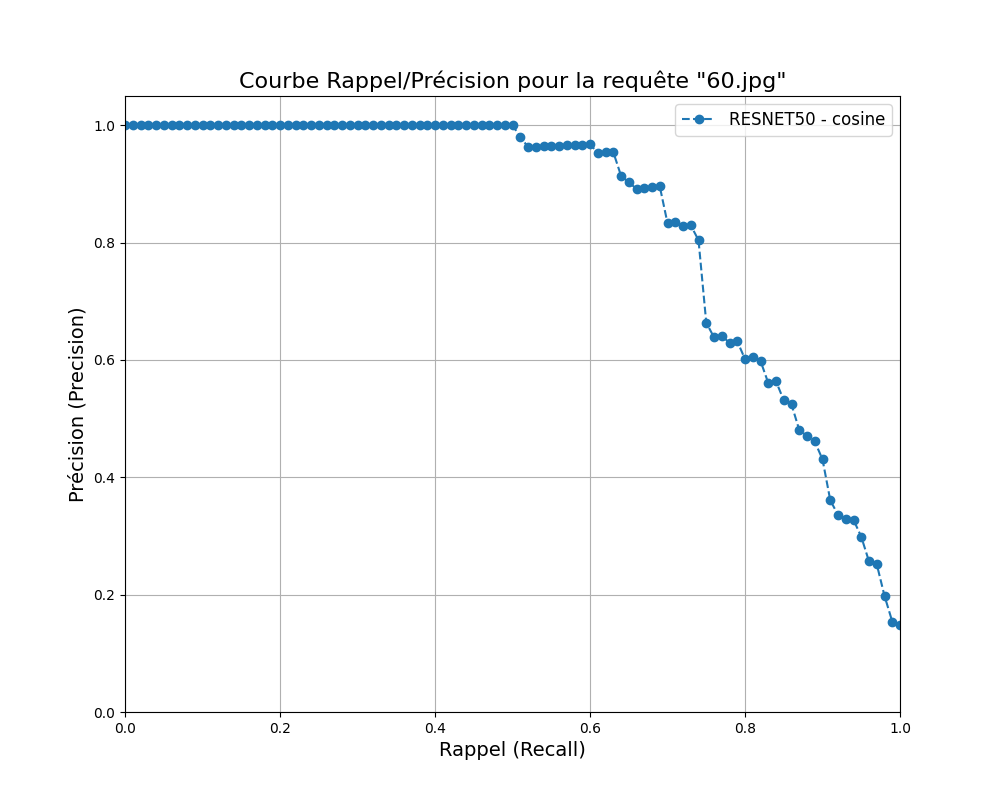 Courbe Rappel/Précision pour la requête "60.jpg"
RESNET50 - cosine
1.0
0.8
0.6
0.4
0.2
0.0
Précision (Precision)
0.0 0.2 0.4 0.6 0.8 1.0
Rappel (Recall)